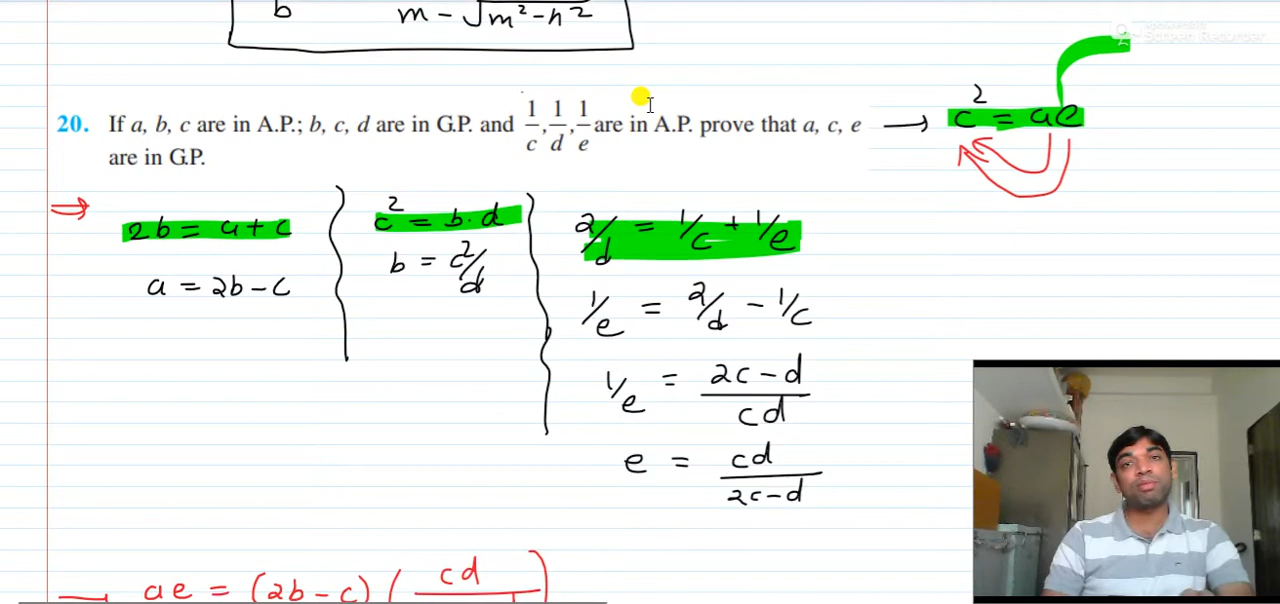 b m - √m² - n²
20. If a, b, c are in A.P.; b, c, d are in G.P. and 1/c, 1/d, 1/e are in A.P. prove that a, c, e → c² = ae
are in G.P.
⇒ 2b = a + c
a = 2b - c
c² = b·d
b = c²/d
2/d = 1/c + 1/e
1/e = 2/d - 1/c
1/e = 2c - d / cd
e = cd / 2c - d
ae = (2b - c) ( cd )
Screen Recorder